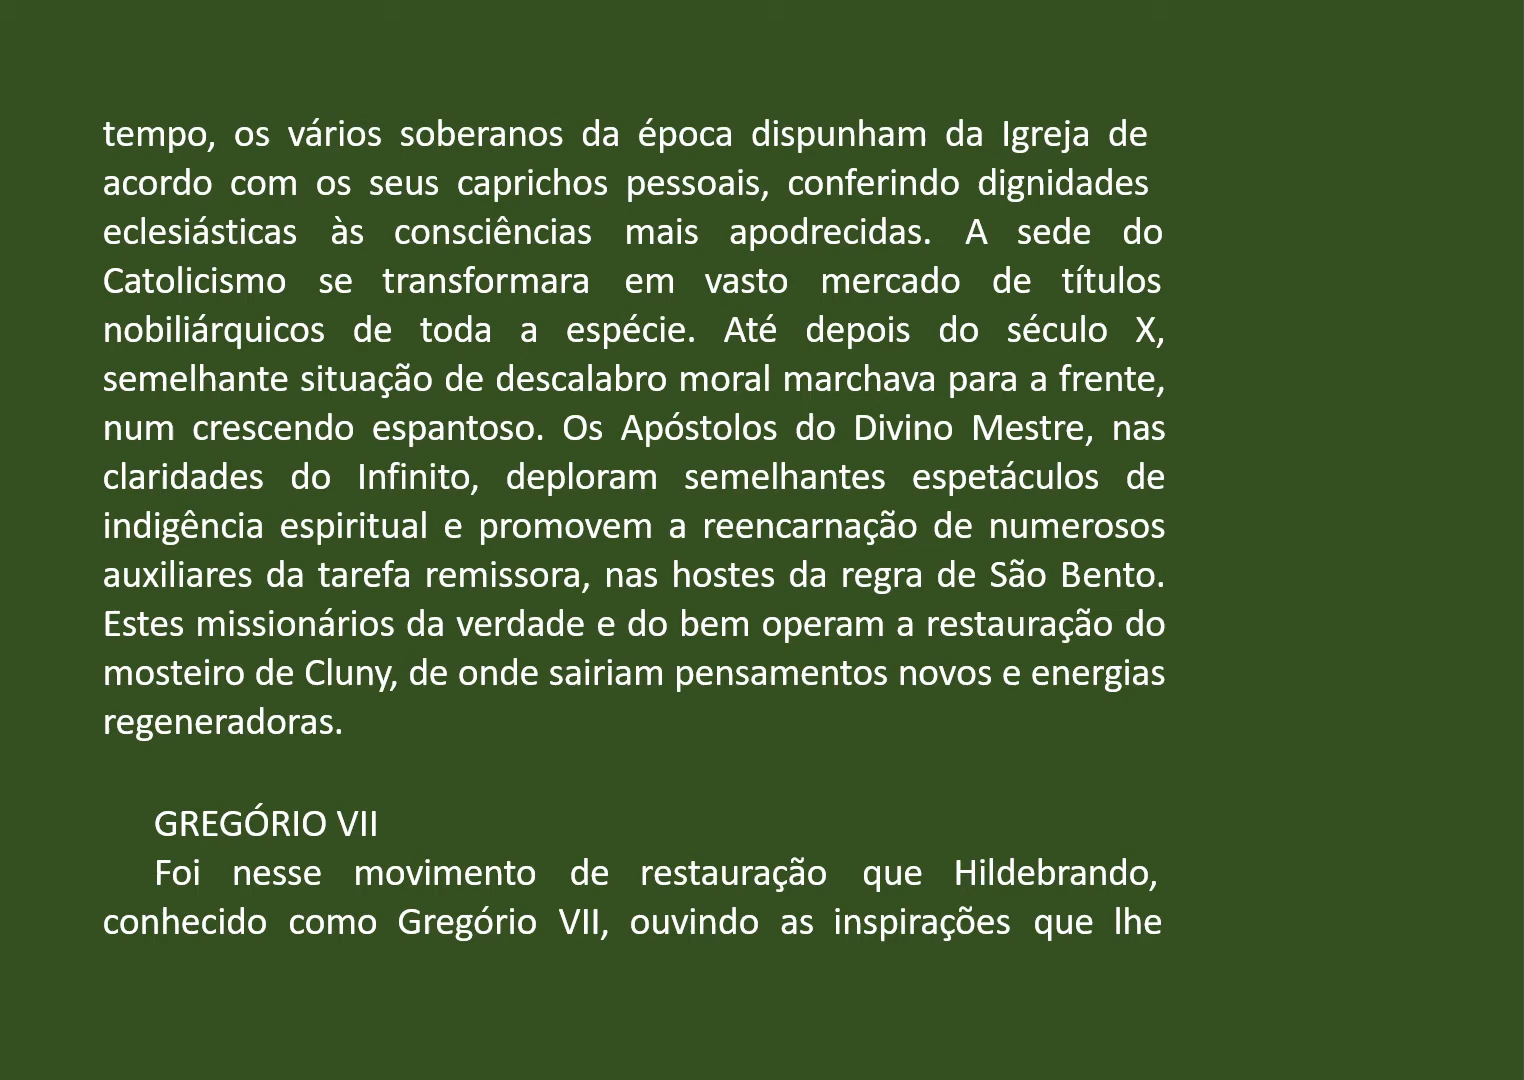 tempo, os vários soberanos da época dispunham da Igreja de
acordo com os seus caprichos pessoais, conferindo dignidades
eclesiásticas às consciências mais apodrecidas. A sede do
Catolicismo se transformara em vasto mercado de títulos
nobiliárquicos de toda a espécie. Até depois do século X,
semelhante situação de descalabro moral marchava para a frente,
num crescendo espantoso. Os Apóstolos do Divino Mestre, nas
claridades do Infinito, deploram semelhantes espetáculos de
indigência espiritual e promovem a reencarnação de numerosos
auxiliares da tarefa remissora, nas hostes da regra de São Bento.
Estes missionários da verdade e do bem operam a restauração do
mosteiro de Cluny, de onde sairiam pensamentos novos e energias
regeneradoras.
GREGÓRIO VII
Foi nesse movimento de restauração que Hildebrando,
conhecido como Gregório VII, ouvindo as inspirações que lhe